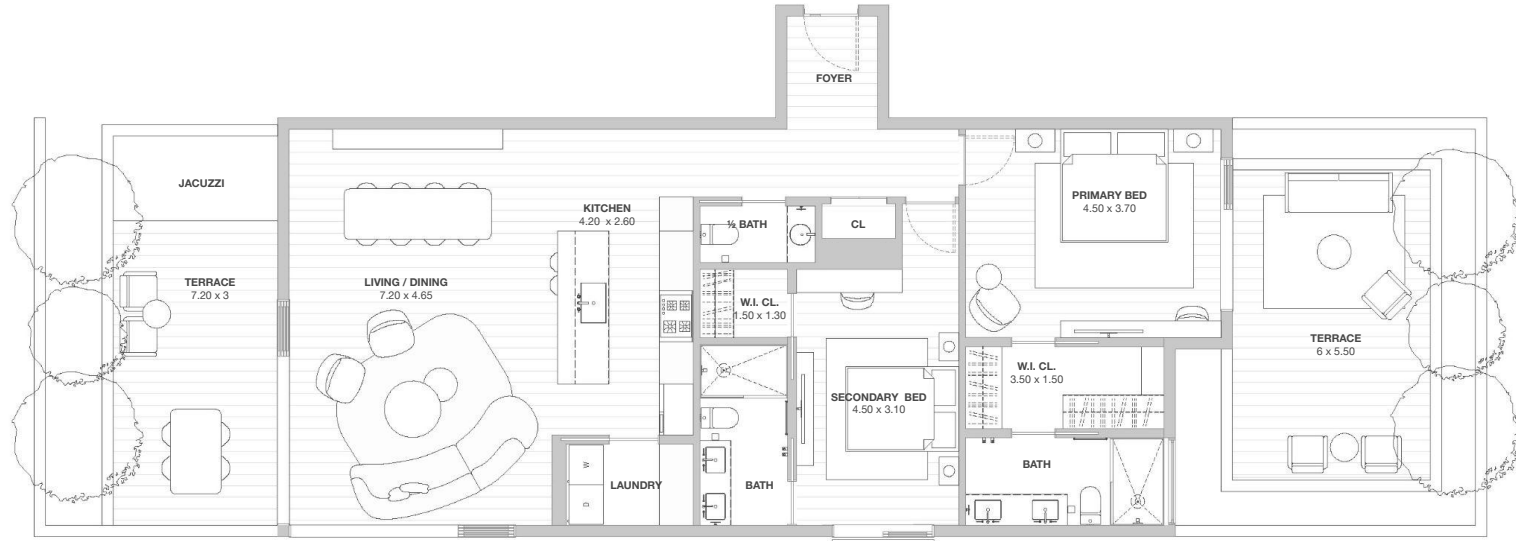 FOYER
JACUZZI
KITCHEN
4.20 x 2.60
PRIMARY BED
4.50 x 3.70
½ BATH
CL
TERRACE
7.20 x 3
LIVING / DINING
7.20 x 4.65
W.I. CL.
1.50 x 1.30
TERRACE
6 x 5.50
W.I. CL.
3.50 x 1.50
SECONDARY BED
4.50 x 3.10
W
D
LAUNDRY
BATH
BATH